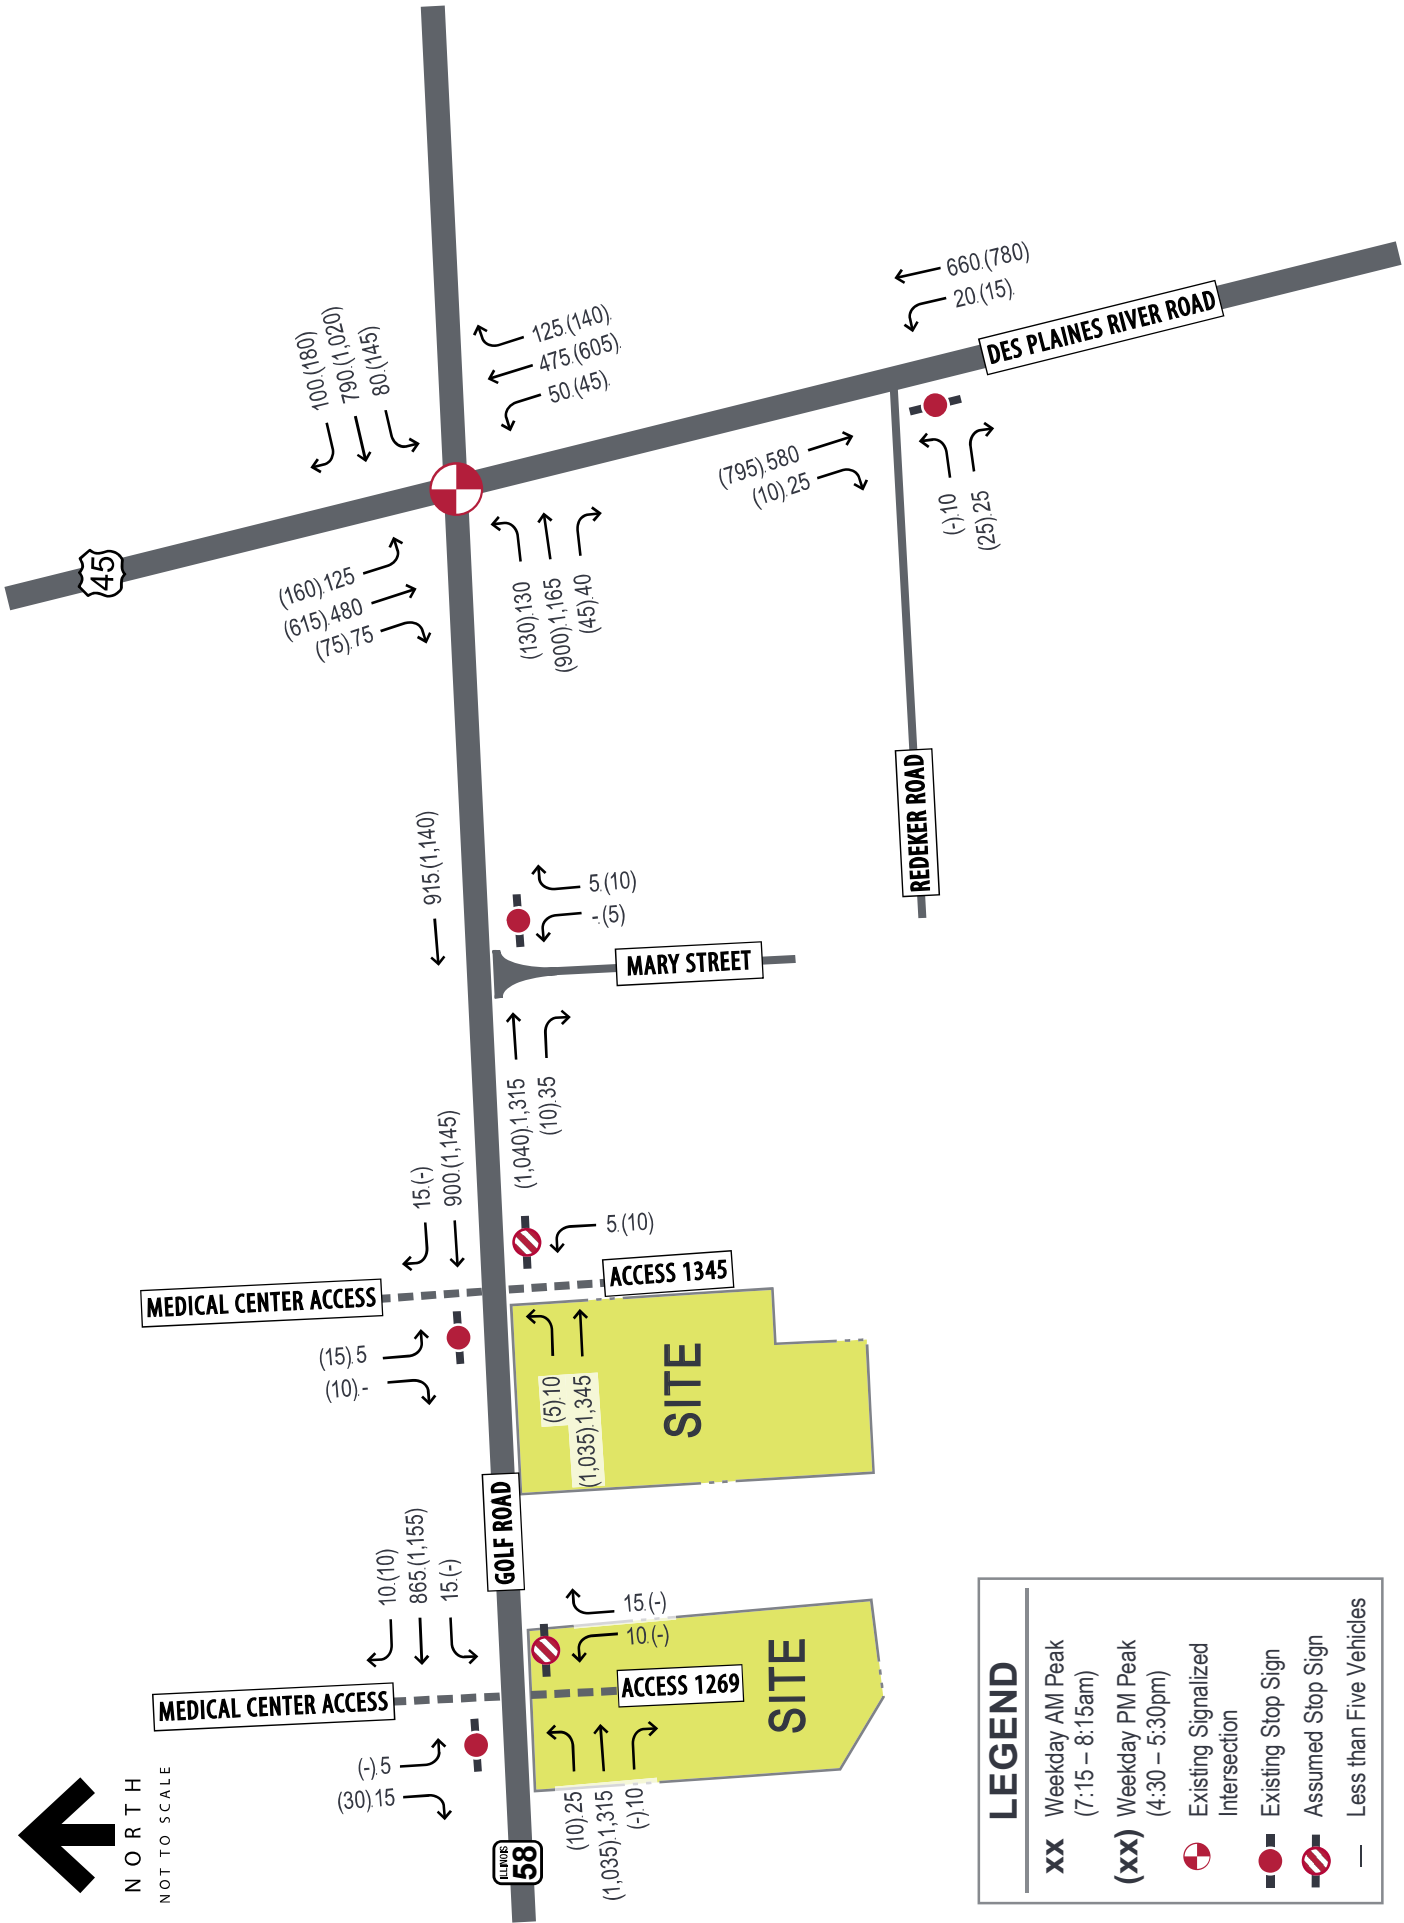 NORTH
NOT TO SCALE
45
100.(180)
790.(1,020)
80.(145)
125.(140).
475.(605).
50.(45).
(160).125
(615).480
(75).75
(130).130
(900).1,165
(45).40
660.(780)
20.(15).
DES PLAINES RIVER ROAD
(795).580
(10).25
(-).10
(25).25
REDEKER ROAD
915.(1,140)
5.(10)
-.(5)
MARY STREET
(1,040).1,315
(10).35
15.(-)
900.(1,145)
5.(10)
MEDICAL CENTER ACCESS
ACCESS 1345
(15).5
(10).-
(5).10
(1,035).1,345
SITE
GOLF ROAD
10.(10)
865.(1,155)
15.(-)
15.(-)
10.(-)
MEDICAL CENTER ACCESS
ACCESS 1269
SITE
(-).5
(30).15
(10).25
(1,035).1,315
(-).10
ILLINOIS
58
LEGEND
XX Weekday AM Peak
(7:15 – 8:15am)
(XX) Weekday PM Peak
(4:30 – 5:30pm)
Existing Signalized
Intersection
Existing Stop Sign
Assumed Stop Sign
– Less than Five Vehicles